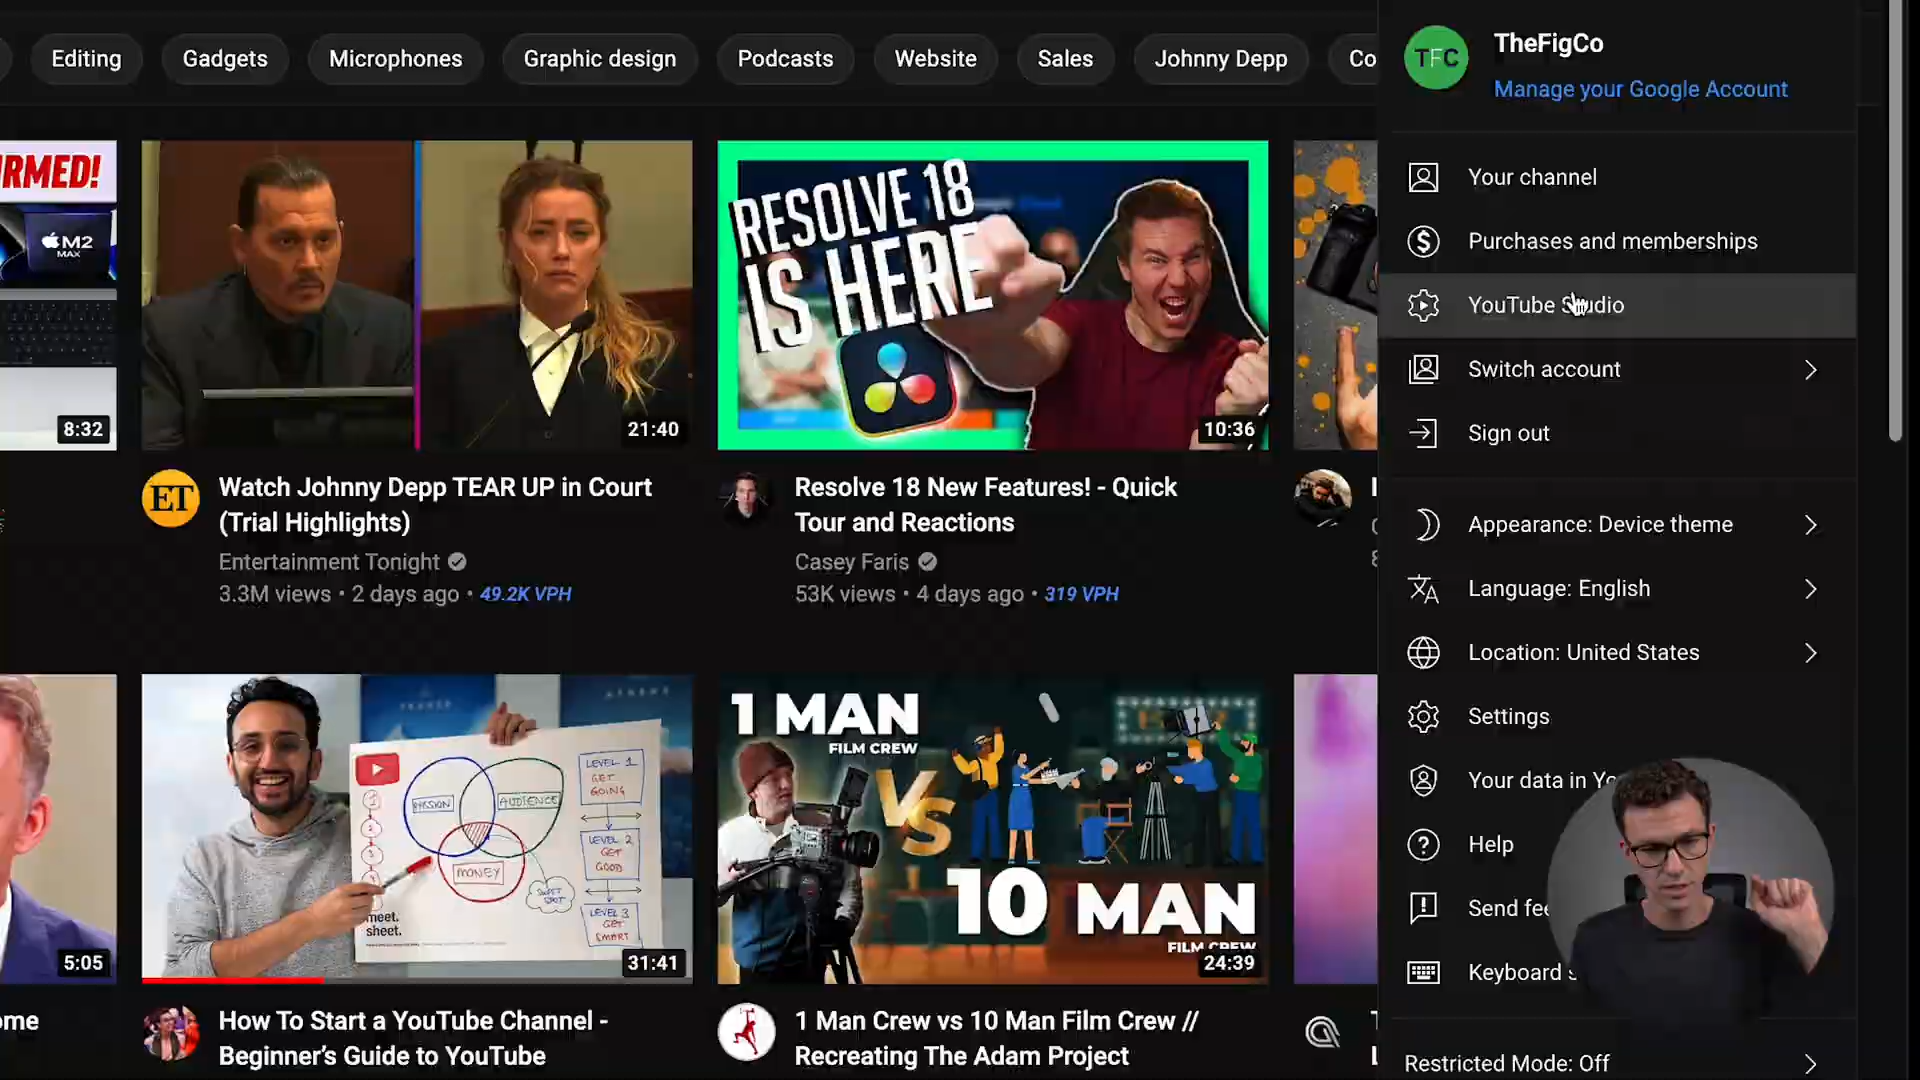 Editing
Gadgets
Microphones
Graphic design
Podcasts
Website
Sales
Johnny Depp
Co
TFC
TheFigCo
Manage your Google Account
Your channel
Purchases and memberships
YouTube Studio
Switch account
Sign out
Appearance: Device theme
Language: English
Location: United States
Settings
Your data in Yo
Help
Send fee
Keyboard s
Restricted Mode: Off
RMED!
M2
MAX
8:32
21:40
RESOLVE 18
IS HERE
10:36
ET
Watch Johnny Depp TEAR UP in Court
(Trial Highlights)
Entertainment Tonight
3.3M views • 2 days ago • 49.2K VPH
Resolve 18 New Features! - Quick
Tour and Reactions
Casey Faris
53K views • 4 days ago • 319 VPH
5:05
PASSION
AUDIENCE
MONEY
SWEET
SPOT
LEVEL 1
GET
GOING
LEVEL 2
GET
GOOD
LEVEL 3
GET
SMART
meet.
sheet.
31:41
1 MAN
FILM CREW
VS
10 MAN
FILM CREW
24:39
ome
How To Start a YouTube Channel -
Beginner's Guide to YouTube
1 Man Crew vs 10 Man Film Crew //
Recreating The Adam Project